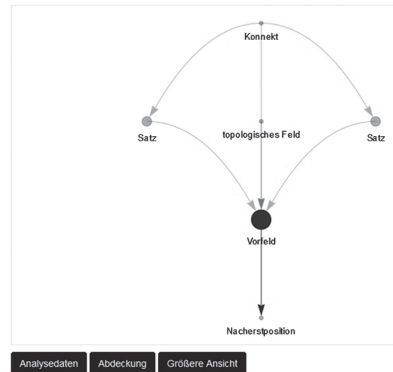 Konnekt
Satz
topologisches Feld
Satz
Vorfeld
Nacherstposition
Analysedaten
Abdeckung
Größere Ansicht